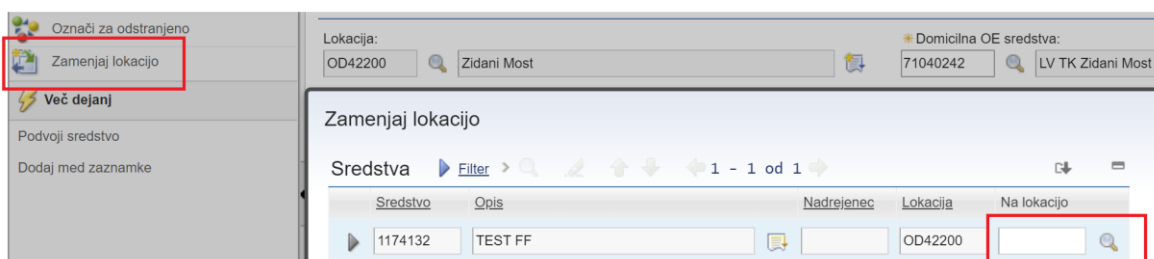 Označi za odstranjeno
Zamenjaj lokacijo
Več dejanj
Podvoji sredstvo
Dodaj med zaznamke
Lokacija:
OD42200 Zidani Most
Domicilna OE sredstva:
71040242 LV TK Zidani Most
Zamenjaj lokacijo
Sredstva Filter > 1 - 1 od 1
Sredstvo Opis Nadrejenec Lokacija Na lokacijo
1174132 TEST FF OD42200